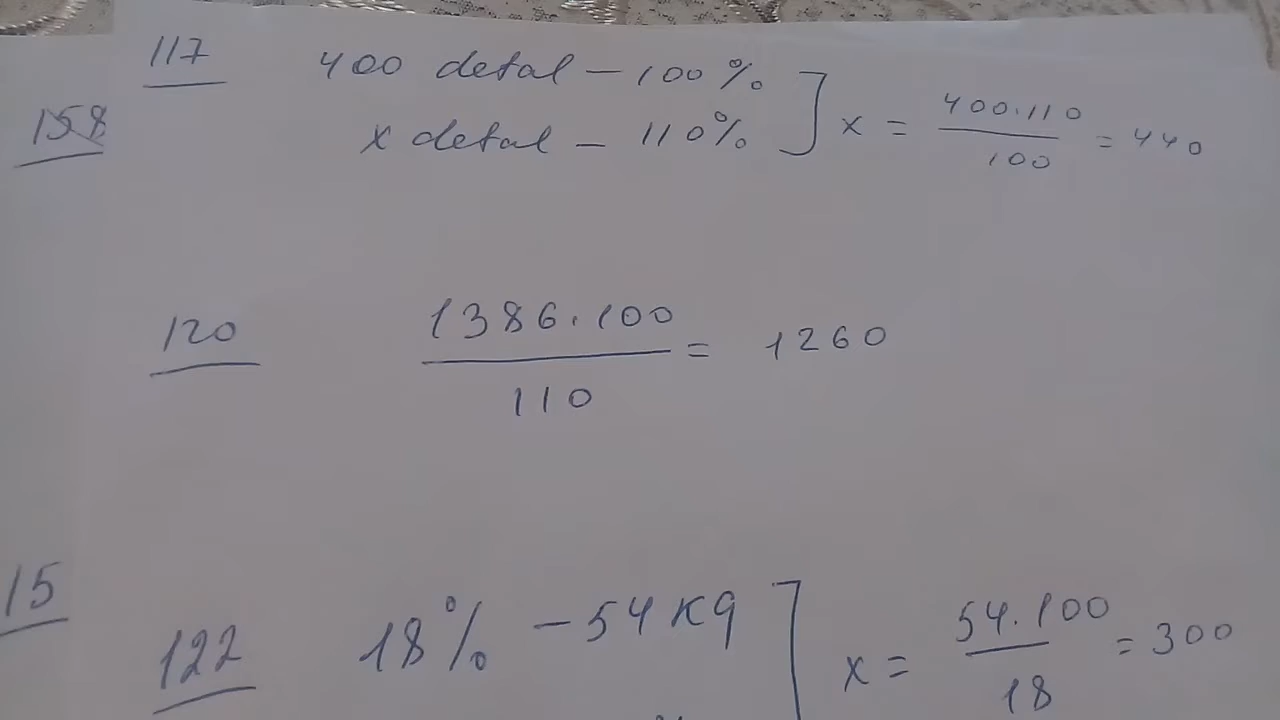 117 400 detal – 100%
x detal – 110% ] x = 400·110 / 100 = 440
158
120 1386·100 / 110 = 1260
15
122 18% – 54 kg ] x = 54·100 / 18 = 300